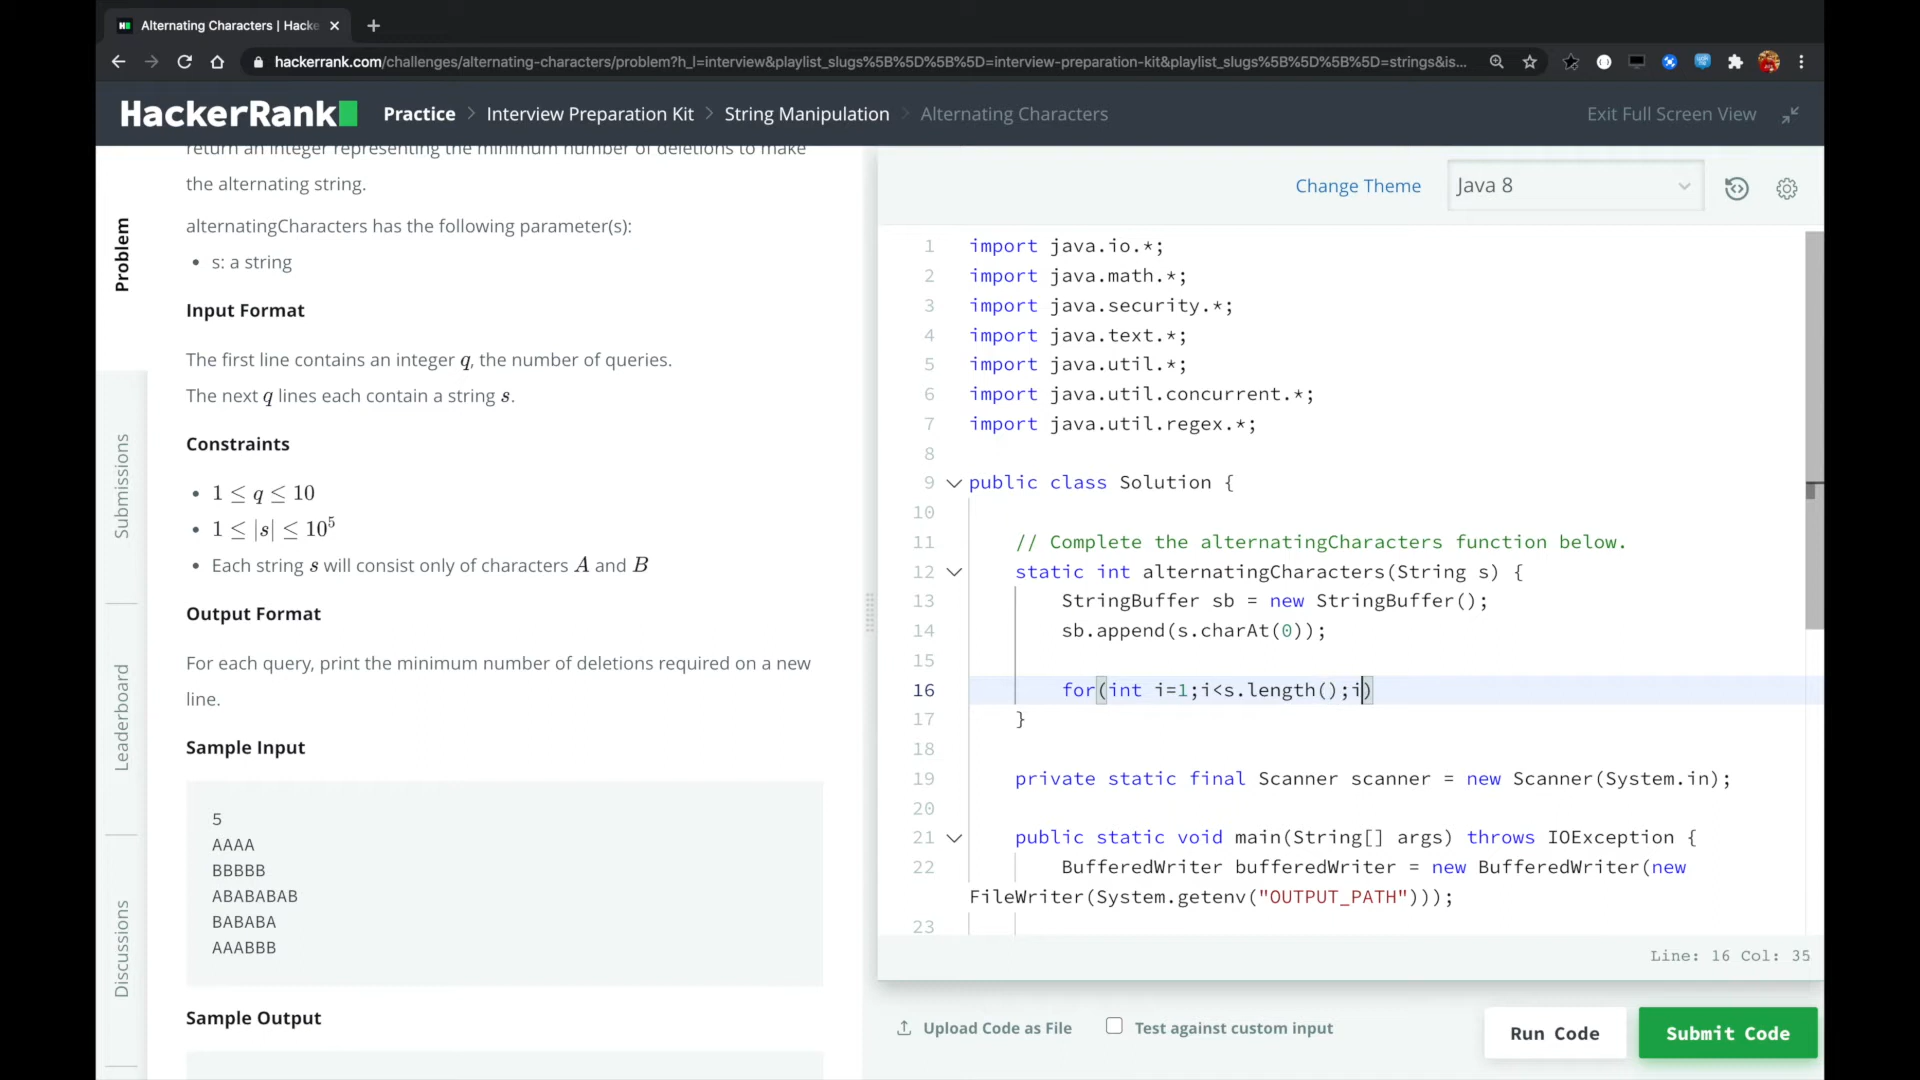 Alternating Characters | Hacke
hackerrank.com/challenges/alternating-characters/problem?h_l=interview&playlist_slugs%5B%5D%5B%5D=interview-preparation-kit&playlist_slugs%5B%5D%5B%5D=strings&is...
HackerRank
Practice > Interview Preparation Kit > String Manipulation > Alternating Characters
Exit Full Screen View
Problem
Submissions
Leaderboard
Discussions
return an integer representing the minimum number of deletions to make
the alternating string.
alternatingCharacters has the following parameter(s):
• s: a string
Input Format
The first line contains an integer q, the number of queries.
The next q lines each contain a string s.
Constraints
• 1 ≤ q ≤ 10
• 1 ≤ |s| ≤ 10⁵
• Each string s will consist only of characters A and B
Output Format
For each query, print the minimum number of deletions required on a new
line.
Sample Input
5
AAAA
BBBBB
ABABABAB
BABABA
AAABBB
Sample Output
Change Theme
Java 8
1 import java.io.*;
2 import java.math.*;
3 import java.security.*;
4 import java.text.*;
5 import java.util.*;
6 import java.util.concurrent.*;
7 import java.util.regex.*;
8
9 public class Solution {
10
11 // Complete the alternatingCharacters function below.
12 static int alternatingCharacters(String s) {
13 StringBuffer sb = new StringBuffer();
14 sb.append(s.charAt(0));
15
16 for(int i=1;i<s.length();i)
17 }
18
19 private static final Scanner scanner = new Scanner(System.in);
20
21 public static void main(String[] args) throws IOException {
22 BufferedWriter bufferedWriter = new BufferedWriter(new
FileWriter(System.getenv("OUTPUT_PATH")));
23
Line: 16 Col: 35
Upload Code as File
Test against custom input
Run Code
Submit Code